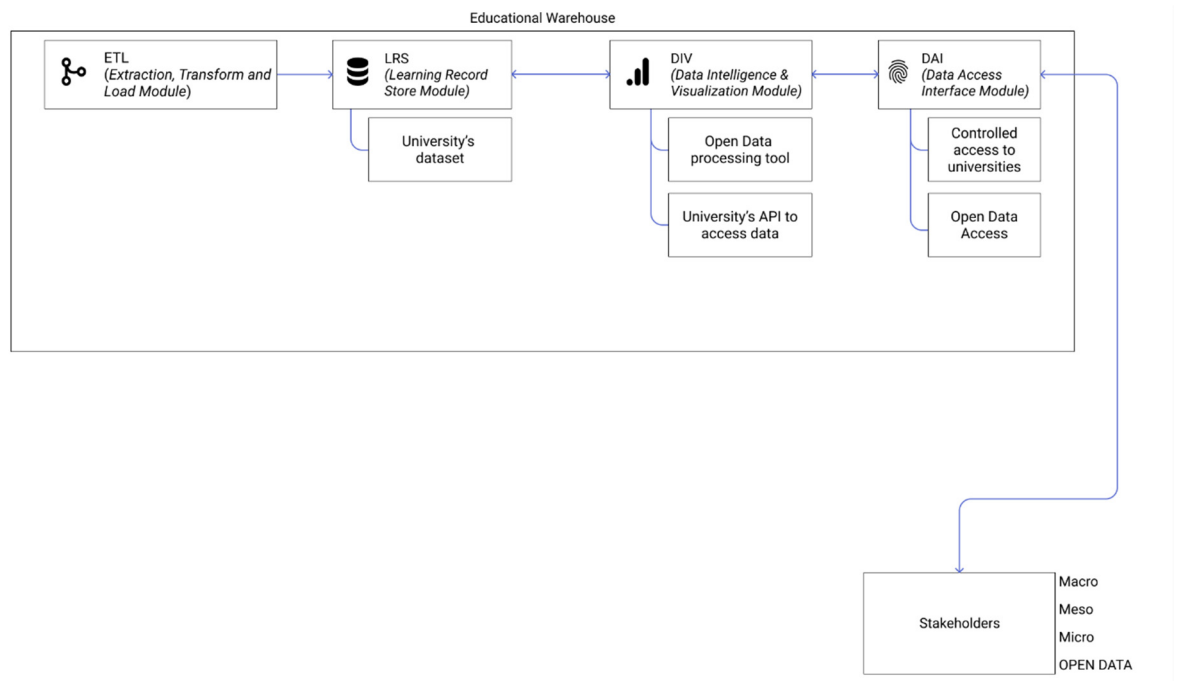 Educational Warehouse
ETL
(Extraction, Transform and
Load Module)
LRS
(Learning Record
Store Module)
DIV
(Data Intelligence &
Visualization Module)
DAI
(Data Access
Interface Module)
University's
dataset
Open Data
processing tool
University's API to
access data
Controlled
access to
universities
Open Data
Access
Stakeholders
Macro
Meso
Micro
OPEN DATA